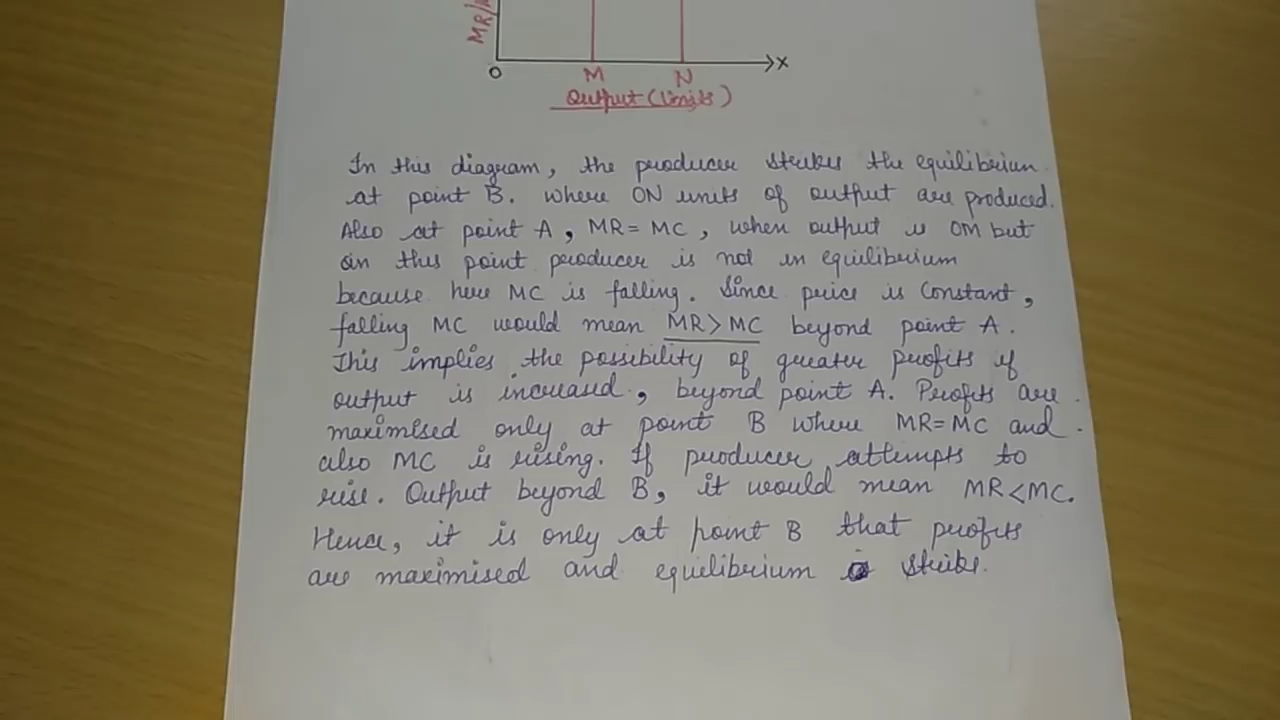 MR/
O
M
N
X
Output (Units)
In this diagram, the producer strikes the equilibrium
at point B. where ON units of output are produced.
Also at point A, MR = MC, when output is OM but
in this point producer is not in equilibrium
because here MC is falling. Since price is Constant,
falling MC would mean MR > MC beyond point A.
This implies the possibility of greater profits if
output is increased, beyond point A. Profits are
maximised only at point B where MR = MC and
also MC is rising. If producer attempts to
rise. Output beyond B, it would mean MR < MC.
Hence, it is only at point B that profits
are maximised and equilibrium is strike.